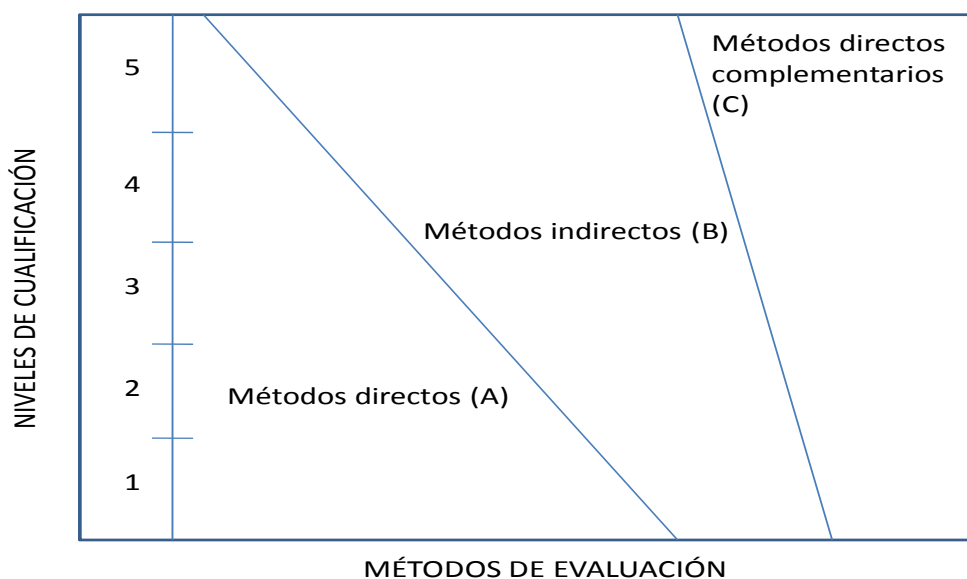 NIVELES DE CUALIFICACIÓN
5
4
3
2
1
Métodos directos
complementarios
(C)
Métodos indirectos (B)
Métodos directos (A)
MÉTODOS DE EVALUACIÓN